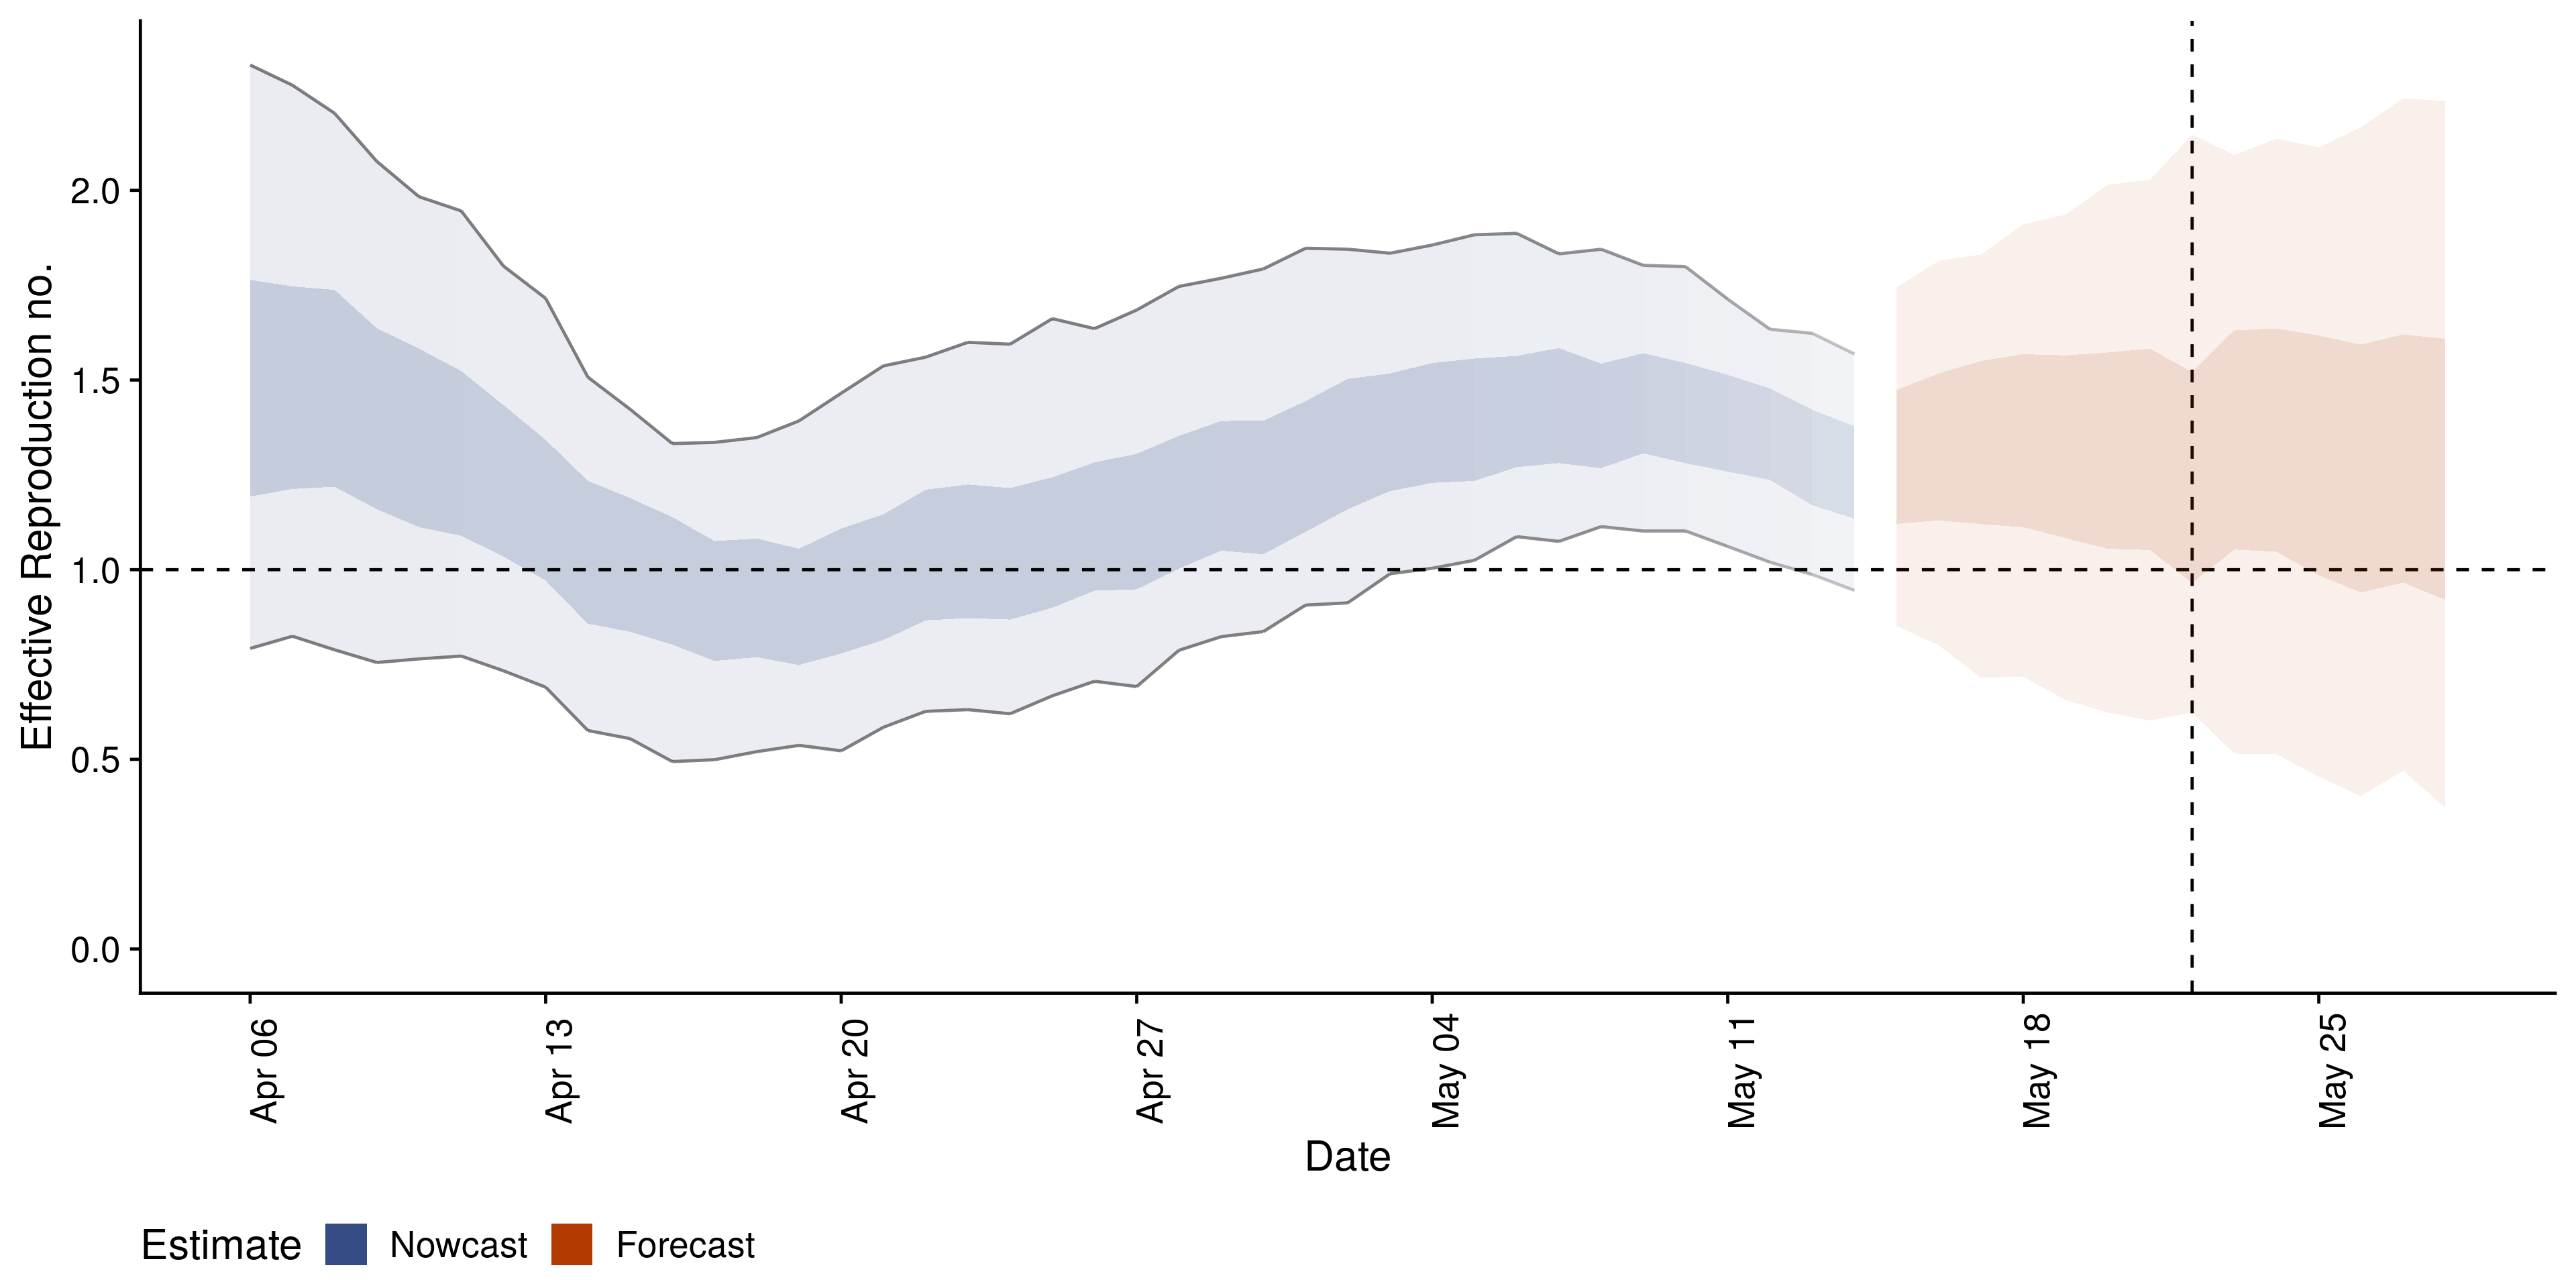 Effective Reproduction no.
2.0
1.5
1.0
0.5
0.0
Apr 06
Apr 13
Apr 20
Apr 27
May 04
May 11
May 18
May 25
Date
Estimate Nowcast Forecast